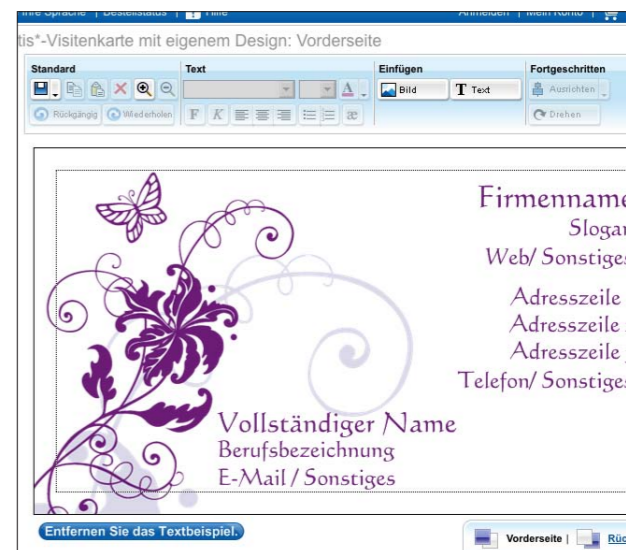 Ihre Sprache | Bestellstatus | Hilfe Anmelden | Mein Konto |
tis*-Visitenkarte mit eigenem Design: Vorderseite
Standard Text Einfügen Fortgeschritten
A Bild T Text Ausrichten
Rückgängig Wiederholen F K æ Drehen
Firmenname
Slogan
Web/ Sonstiges
Adresszeile
Adresszeile
Adresszeile
Telefon/ Sonstiges
Vollständiger Name
Berufsbezeichnung
E-Mail / Sonstiges
Entfernen Sie das Textbeispiel.
Vorderseite | Rüc